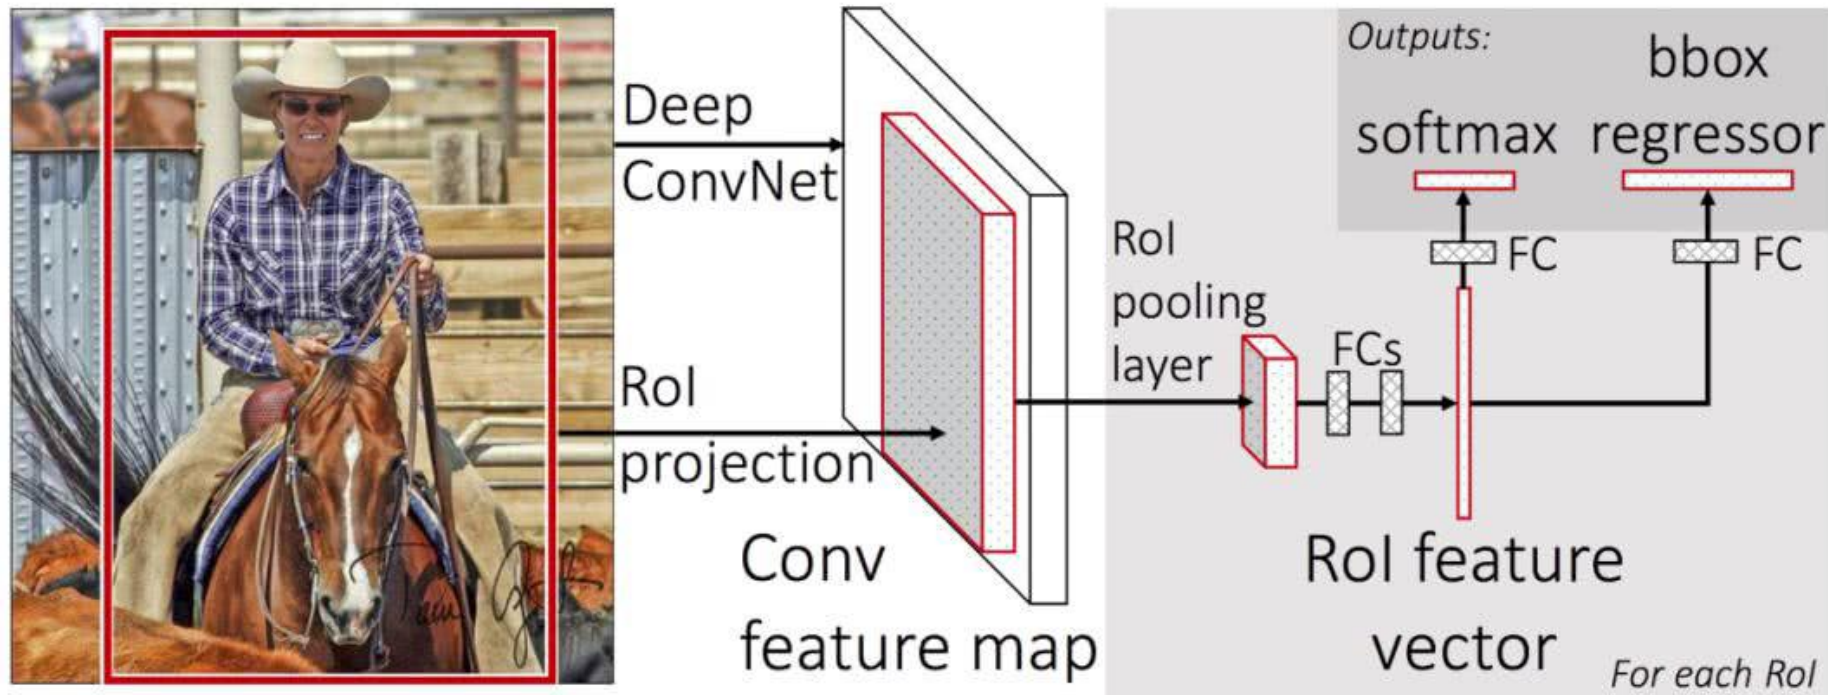 Deep
ConvNet
RoI
projection
Conv
feature map
RoI
pooling
layer
FCs
RoI feature
vector
For each RoI
Outputs:
softmax
bbox
regressor
FC
FC